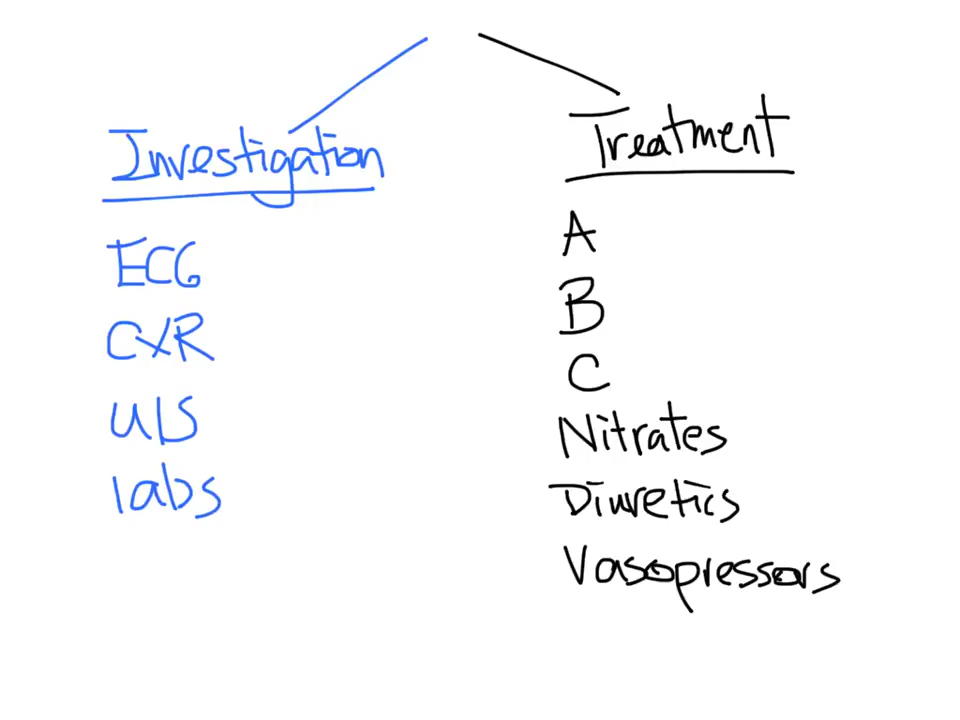 Investigation
ECG
CXR
U/S
labs
Treatment
A
B
C
Nitrates
Diuretics
Vasopressors